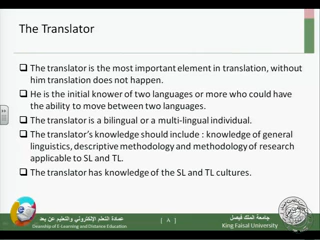 The Translator
The translator is the most important element in translation, without
him translation does not happen.
He is the initial knower of two languages or more who could have
the ability to move between two languages.
The translator is a bilingual or a multi-lingual individual.
The translator's knowledge should include : knowledge of general
linguistics, descriptive methodology and methodology of research
applicable to SL and TL.
The translator has knowledge of the SL and TL cultures.
عمادة التعلم الإلكتروني والتعليم عن بعد
Deanship of E-Learning and Distance Education
٨
جامعة الملك فيصل
King Faisal University